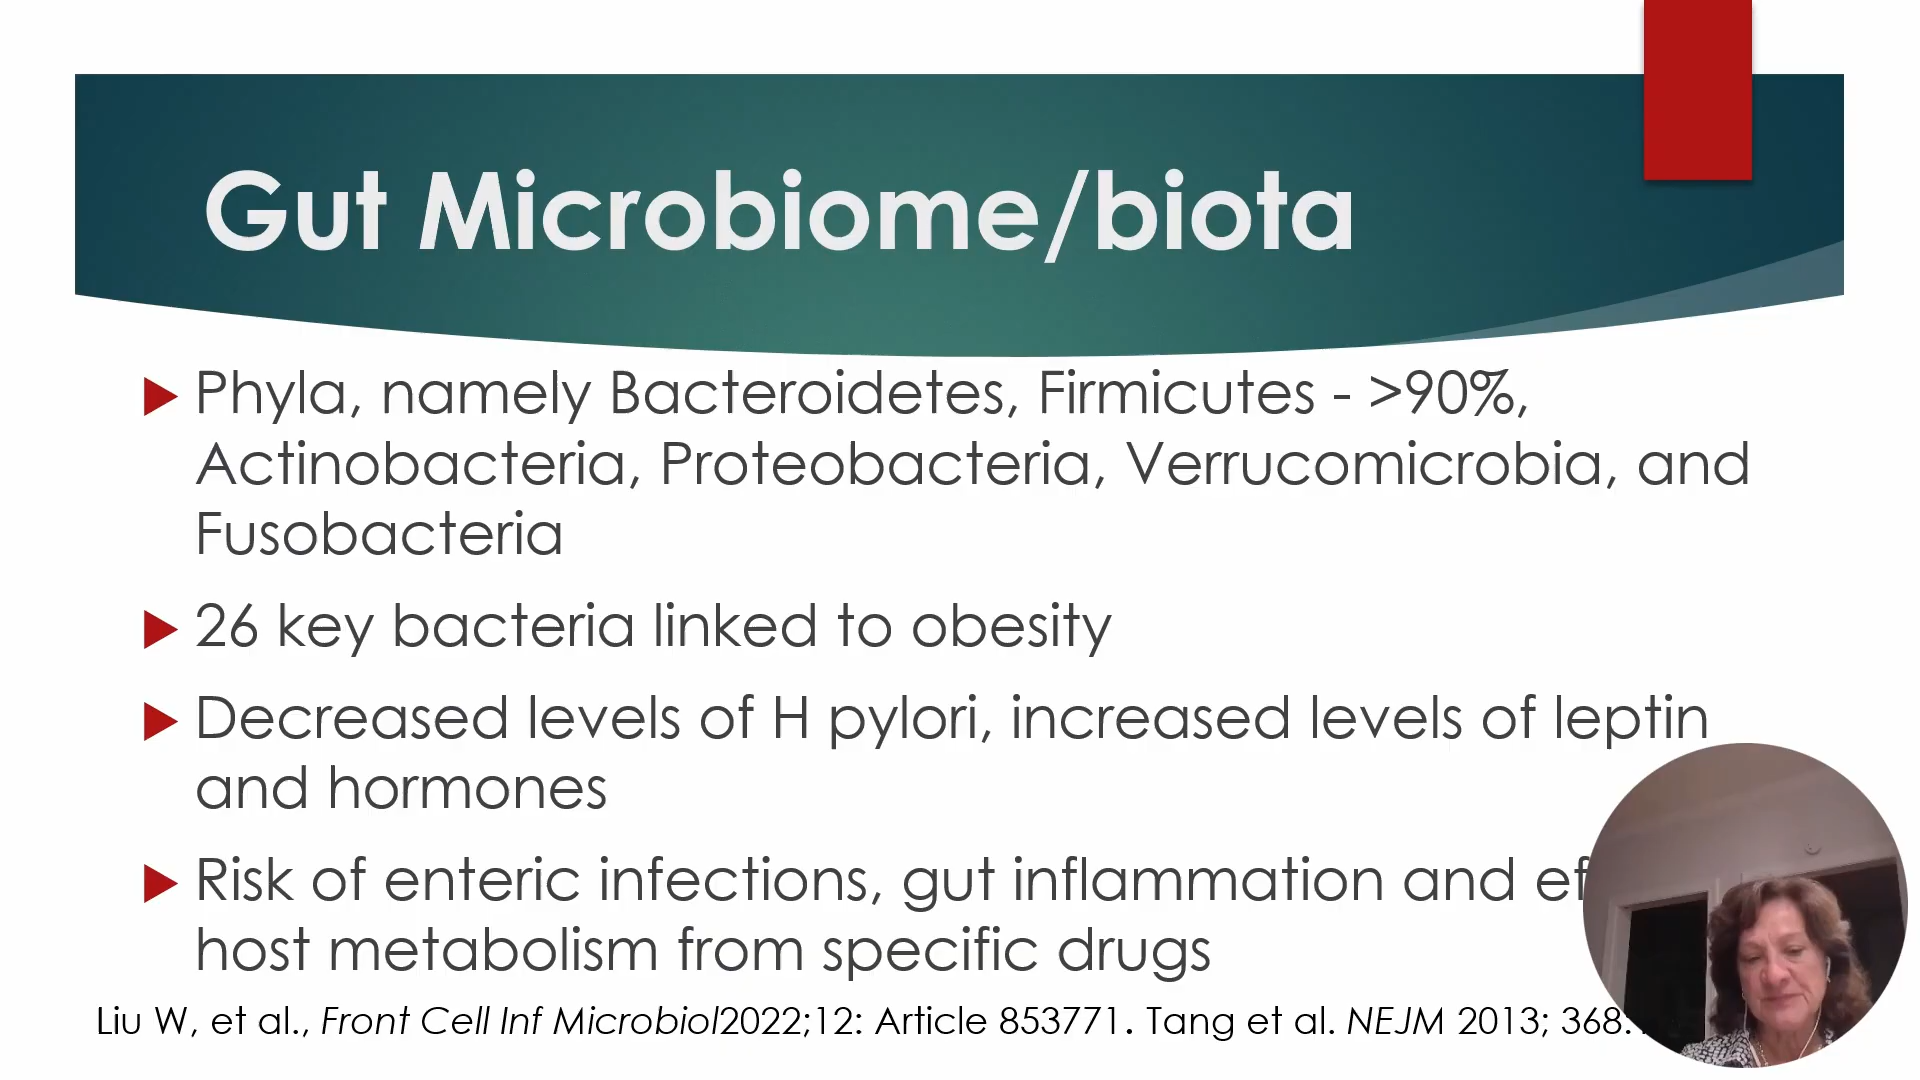 Gut Microbiome/biota
Phyla, namely Bacteroidetes, Firmicutes - >90%,
Actinobacteria, Proteobacteria, Verrucomicrobia, and
Fusobacteria
26 key bacteria linked to obesity
Decreased levels of H pylori, increased levels of leptin
and hormones
Risk of enteric infections, gut inflammation and
host metabolism from specific drugs
Liu W, et al., Front Cell Inf Microbiol2022;12: Article 853771. Tang et al. NEJM 2013; 368: